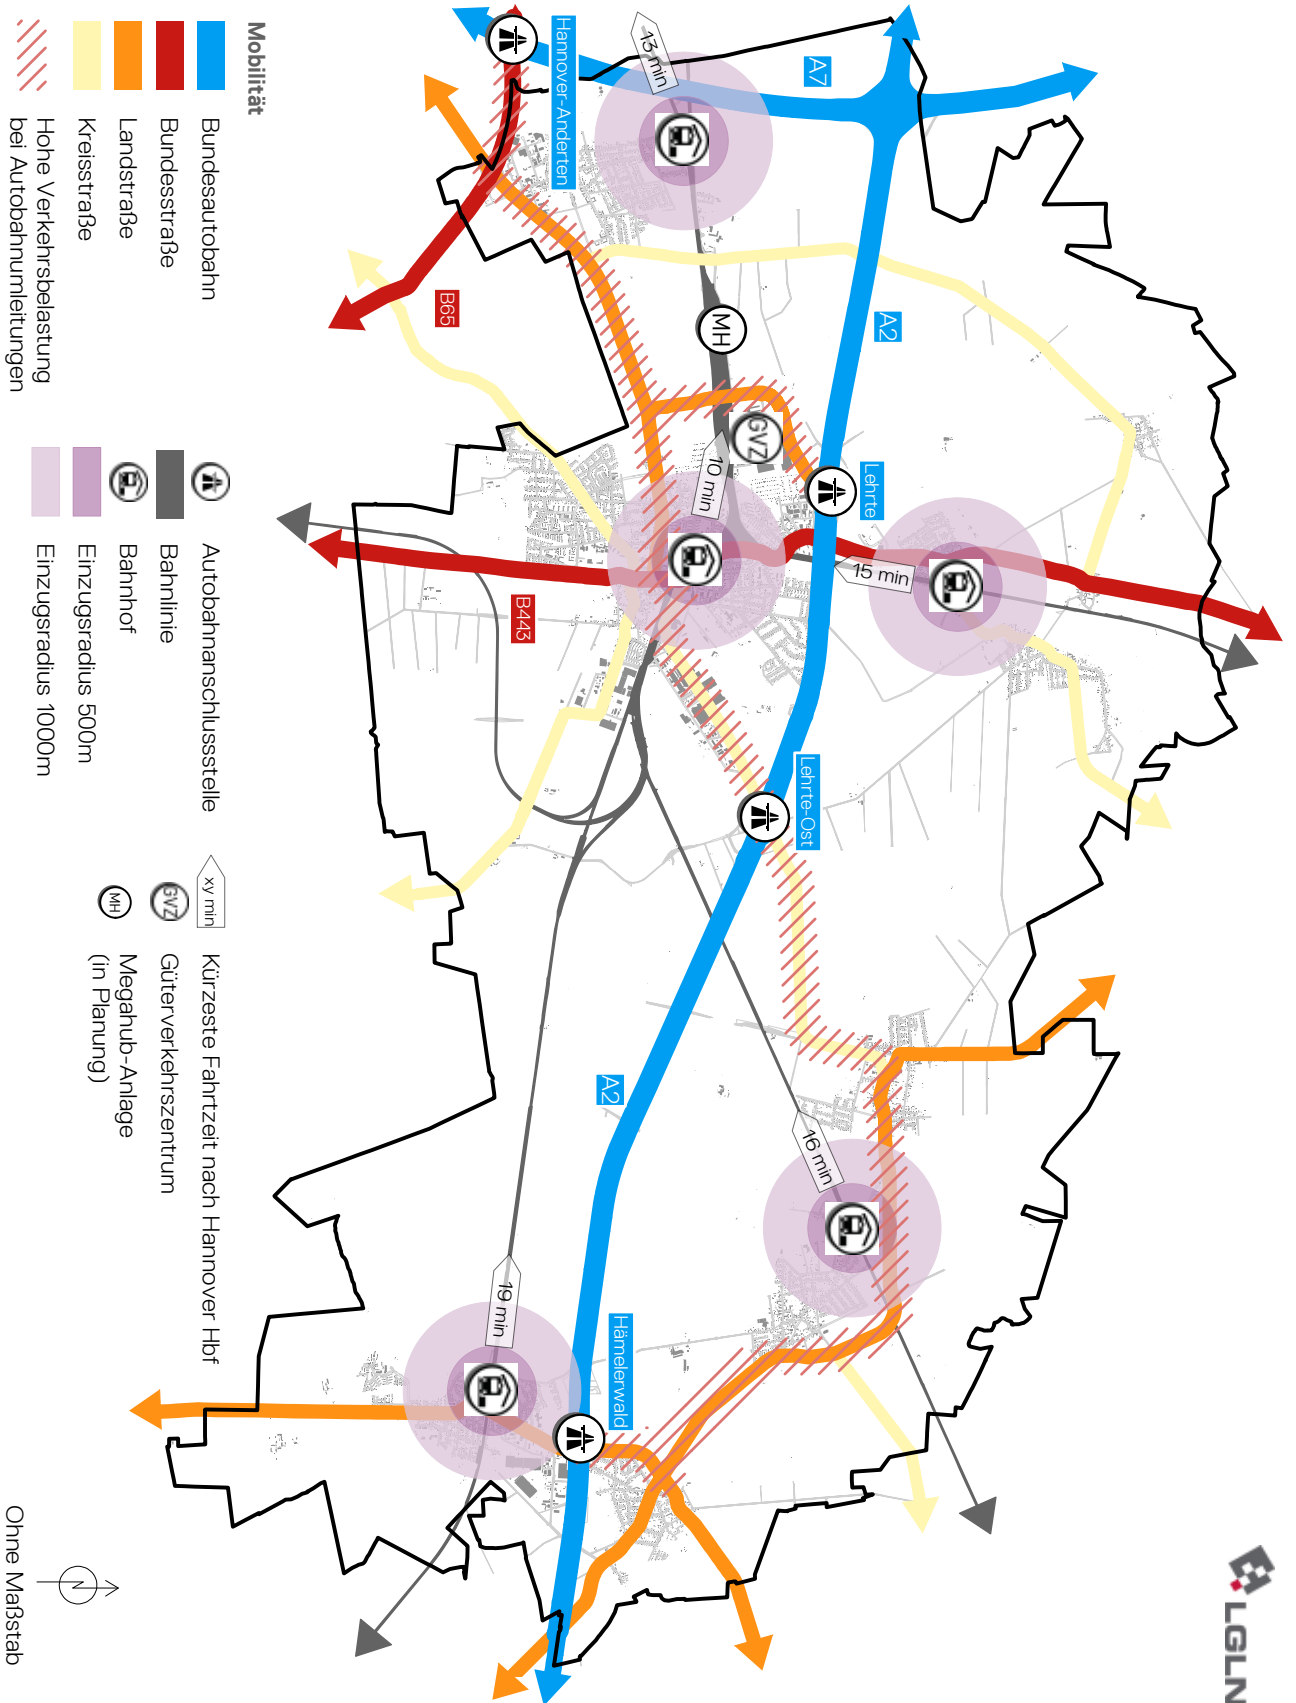 LGLN
A7
Hannover-Anderten
13 min
A2
B65
MH
GVZ
10 min
Lehrte
15 min
B443
Lehrte-Ost
A2
16 min
19 min
Hämelerwald
Mobilität
Bundesautobahn
Bundesstraße
Landstraße
Kreisstraße
Hohe Verkehrsbelastung
bei Autobahnumleitungen
Autobahnanschlussstelle
Bahnlinie
Bahnhof
Einzugsradius 500m
Einzugsradius 1000m
xy min
Kürzeste Fahrtzeit nach Hannover Hbf
GVZ
Güterverkehrszentrum
MH
Megahub-Anlage
(in Planung)
N
Ohne Maßstab